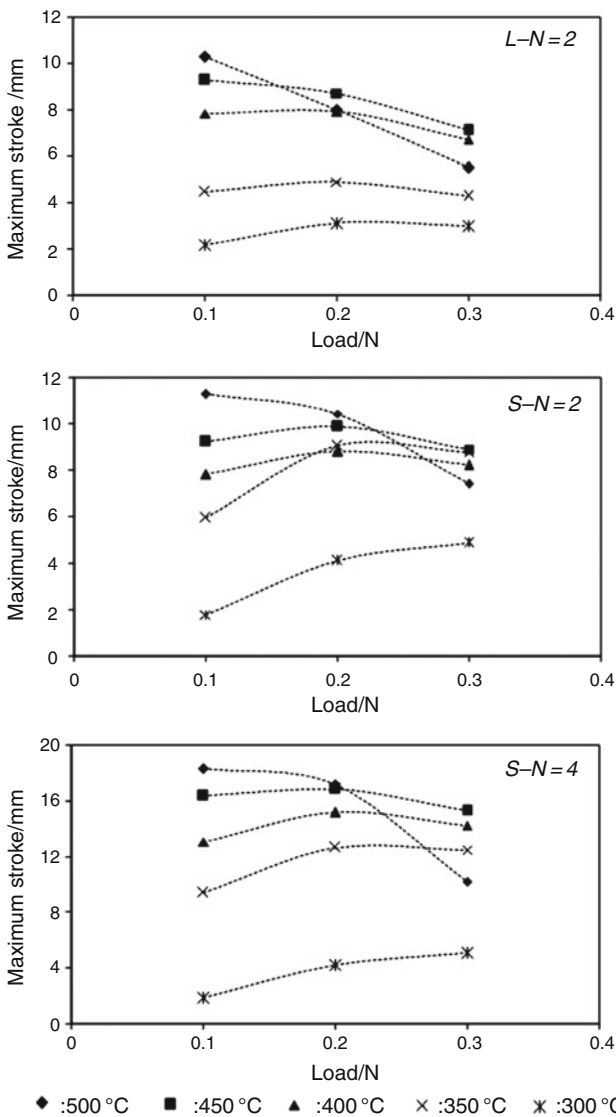 12
10
8
6
4
2
0
Maximum stroke /mm
L–N=2
0 0.1 0.2 0.3 0.4
Load/N
12
10
8
6
4
2
0
Maximum stroke/mm
S–N=2
0 0.1 0.2 0.3 0.4
Load/N
20
16
12
8
4
0
Maximum stroke/mm
S–N=4
0 0.1 0.2 0.3 0.4
Load/N
:500 °C :450 °C :400 °C :350 °C :300 °C